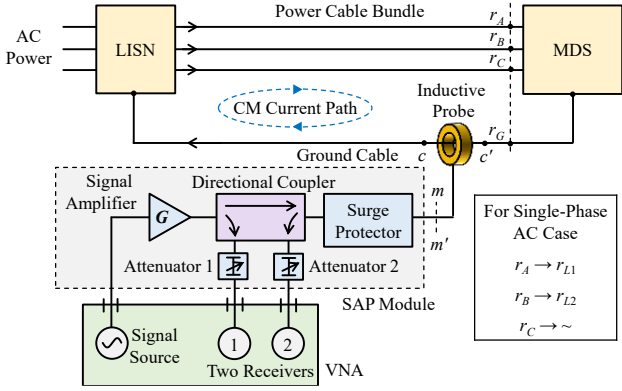 Power Cable Bundle
r_A
AC
Power
LISN
r_B
MDS
r_C
Inductive
Probe
CM Current Path
r_G
Ground Cable
c
c'
Signal
Amplifier
Directional Coupler
m
G
Surge
Protector
m'
For Single-Phase
AC Case
r_A → r_L1
r_B → r_L2
r_C → ~
Attenuator 1
Attenuator 2
SAP Module
Signal
Source
1
2
Two Receivers
VNA